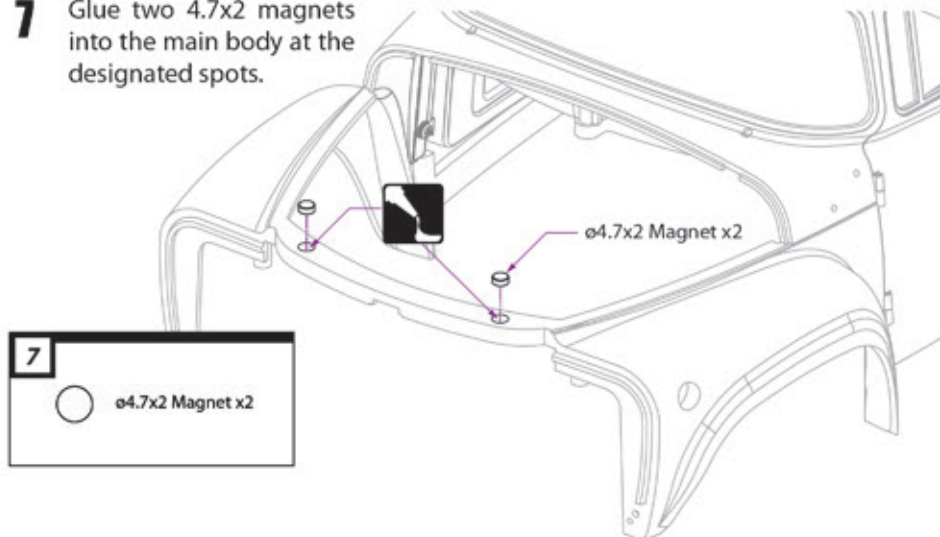 7 Glue two 4.7x2 magnets
into the main body at the
designated spots.
ø4.7x2 Magnet x2
7
ø4.7x2 Magnet x2